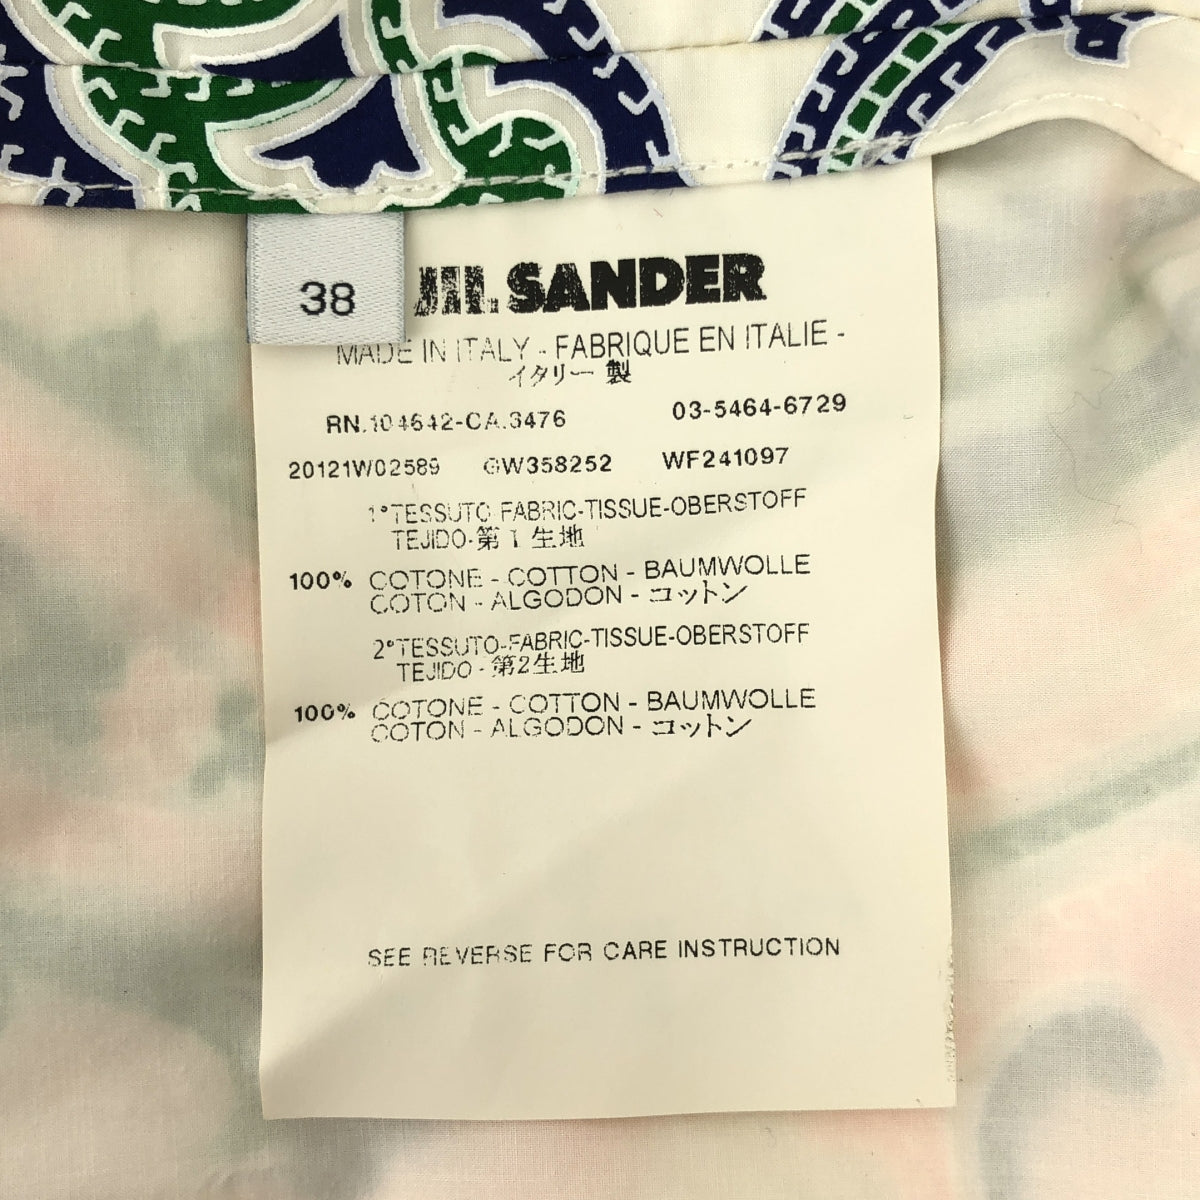 38
JIL SANDER
MADE IN ITALY - FABRIQUE EN ITALIE -
イタリー 製
RN.104642-CA.3476 03-5464-6729
20121W02589 GW358252 WF241097
1°TESSUTO-FABRIC-TISSUE-OBERSTOFF
TEJIDO-第1生地
100% COTONE - COTTON - BAUMWOLLE
COTON - ALGODON - コットン
2°TESSUTO-FABRIC-TISSUE-OBERSTOFF
TEJIDO - 第2生地
100% COTONE - COTTON - BAUMWOLLE
COTON - ALGODON - コットン
SEE REVERSE FOR CARE INSTRUCTION